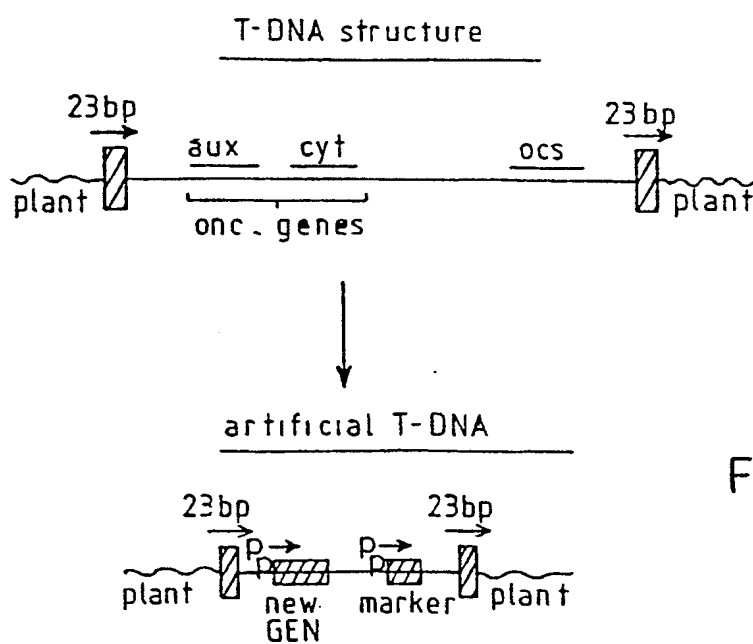 T-DNA structure
23bp
23bp
aux
cyt
ocs
plant
plant
onc. genes
artificial T-DNA
F
23bp
23bp
p
p
p
p
plant
new.
GEN
marker
plant